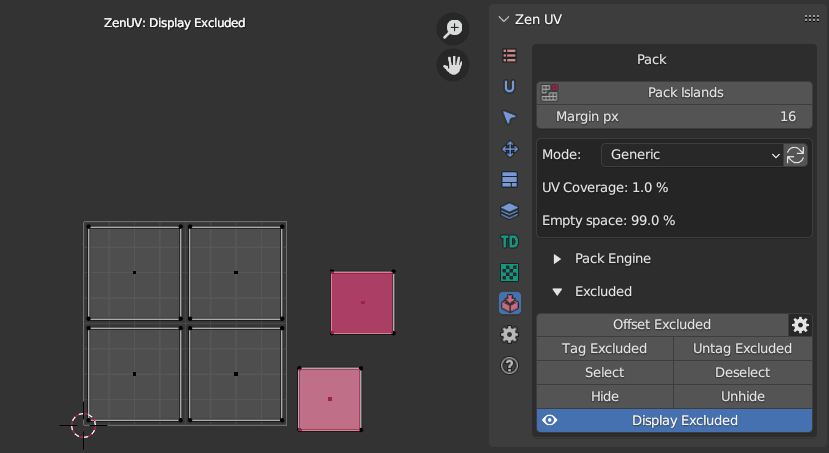 ZenUV: Display Excluded
Zen UV
Pack
Pack Islands
Margin px 16
Mode: Generic
UV Coverage: 1.0 %
Empty space: 99.0 %
TD
Pack Engine
Excluded
Offset Excluded
Tag Excluded Untag Excluded
Select Deselect
Hide Unhide
Display Excluded